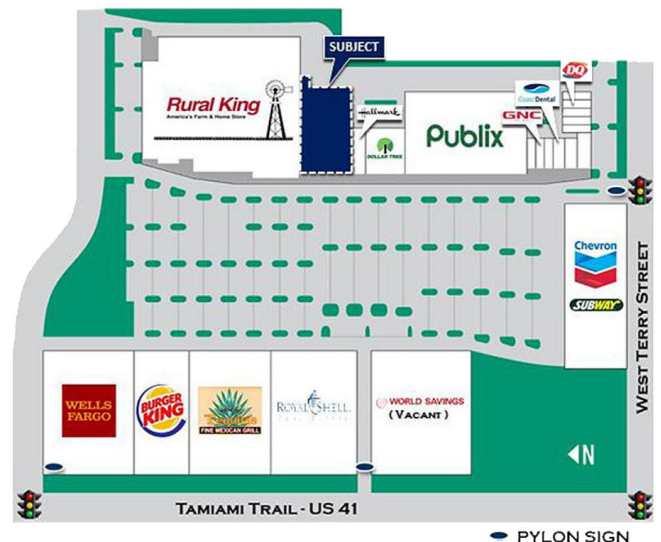 SUBJECT
DQ
Rural King
America's Farm & Home Store
Hallmark
CoastDental
GNC
Publix
DOLLAR TREE
Chevron
SUBWAY
WEST TERRY STREET
WELLS
FARGO
BURGER
KING
FINE MEXICAN GRILL
ROYAL SHELL
WORLD SAVINGS
(VACANT)
N
TAMIAMI TRAIL - US 41
PYLON SIGN